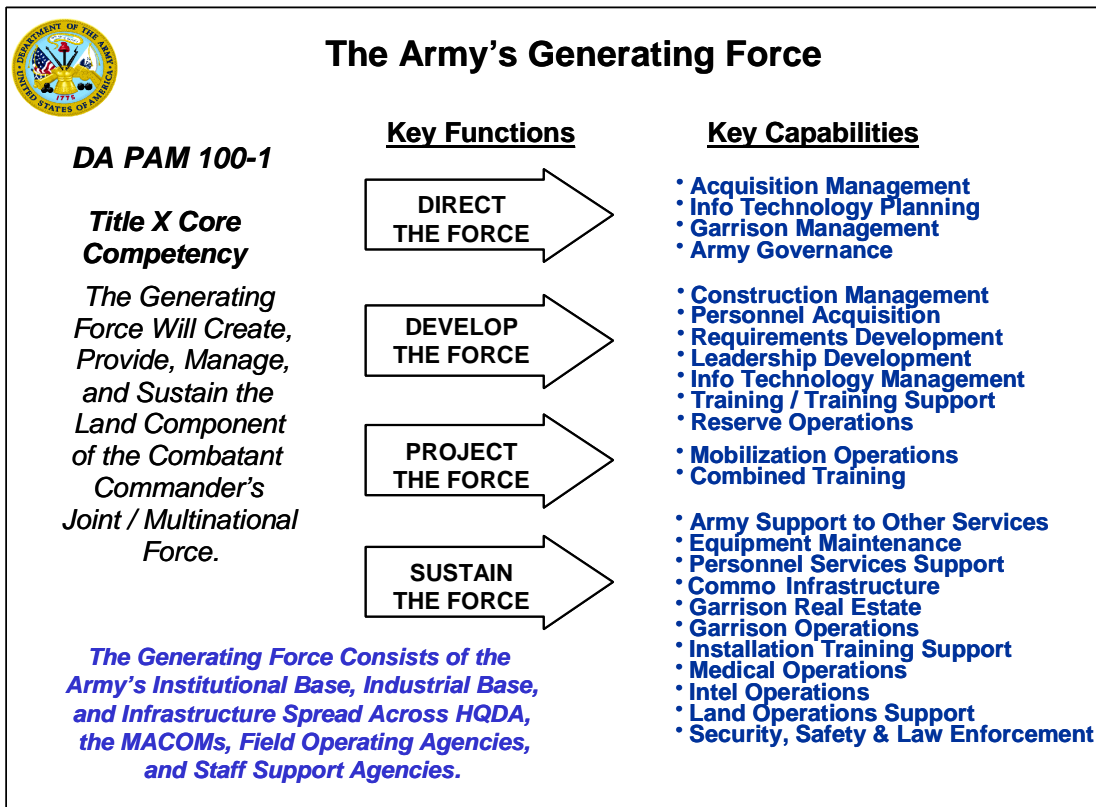 The Army's Generating Force
DEPARTMENT OF THE ARMY
UNITED STATES OF AMERICA
1775
DA PAM 100-1
Title X Core
Competency
The Generating
Force Will Create,
Provide, Manage,
and Sustain the
Land Component
of the Combatant
Commander's
Joint / Multinational
Force.
The Generating Force Consists of the
Army's Institutional Base, Industrial Base,
and Infrastructure Spread Across HQDA,
the MACOMs, Field Operating Agencies,
and Staff Support Agencies.
Key Functions
DIRECT
THE FORCE
DEVELOP
THE FORCE
PROJECT
THE FORCE
SUSTAIN
THE FORCE
Key Capabilities
• Acquisition Management
• Info Technology Planning
• Garrison Management
• Army Governance
• Construction Management
• Personnel Acquisition
• Requirements Development
• Leadership Development
• Info Technology Management
• Training / Training Support
• Reserve Operations
• Mobilization Operations
• Combined Training
• Army Support to Other Services
• Equipment Maintenance
• Personnel Services Support
• Commo Infrastructure
• Garrison Real Estate
• Garrison Operations
• Installation Training Support
• Medical Operations
• Intel Operations
• Land Operations Support
• Security, Safety & Law Enforcement